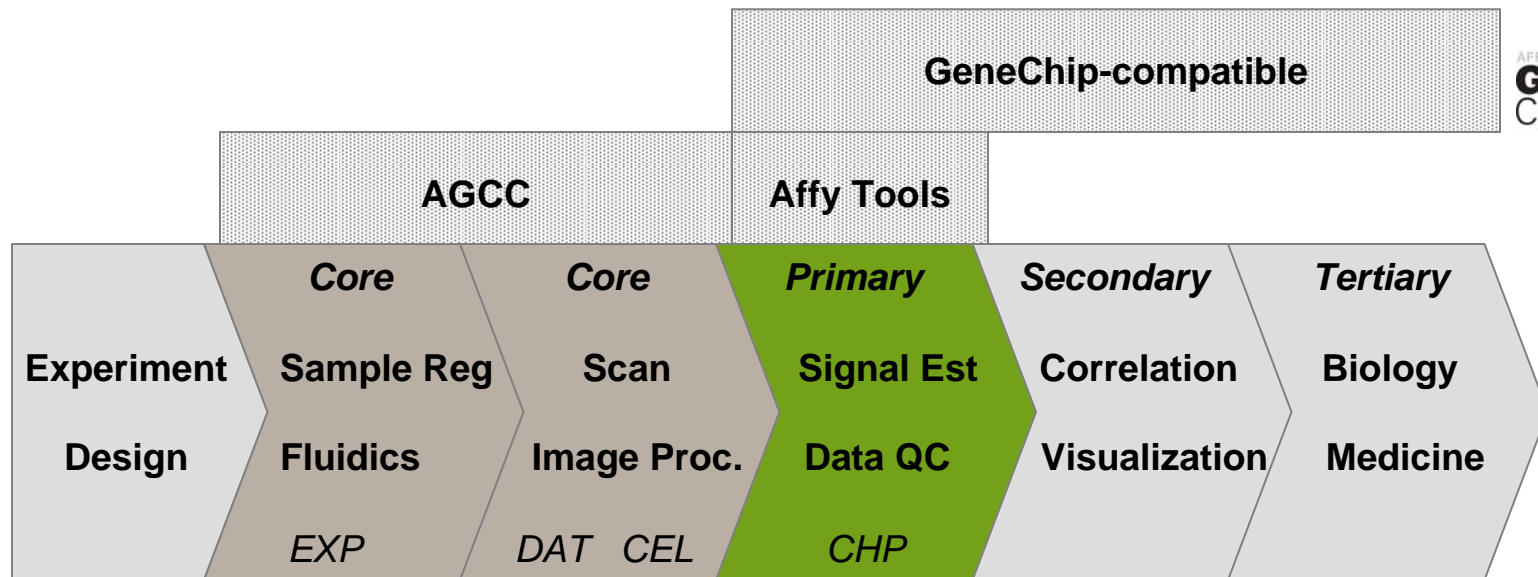 GeneChip-compatible
AGCC
Affy Tools
Core
Core
Primary
Secondary
Tertiary
Experiment
Sample Reg
Scan
Signal Est
Correlation
Biology
Design
Fluidics
Image Proc.
Data QC
Visualization
Medicine
EXP
DAT CEL
CHP